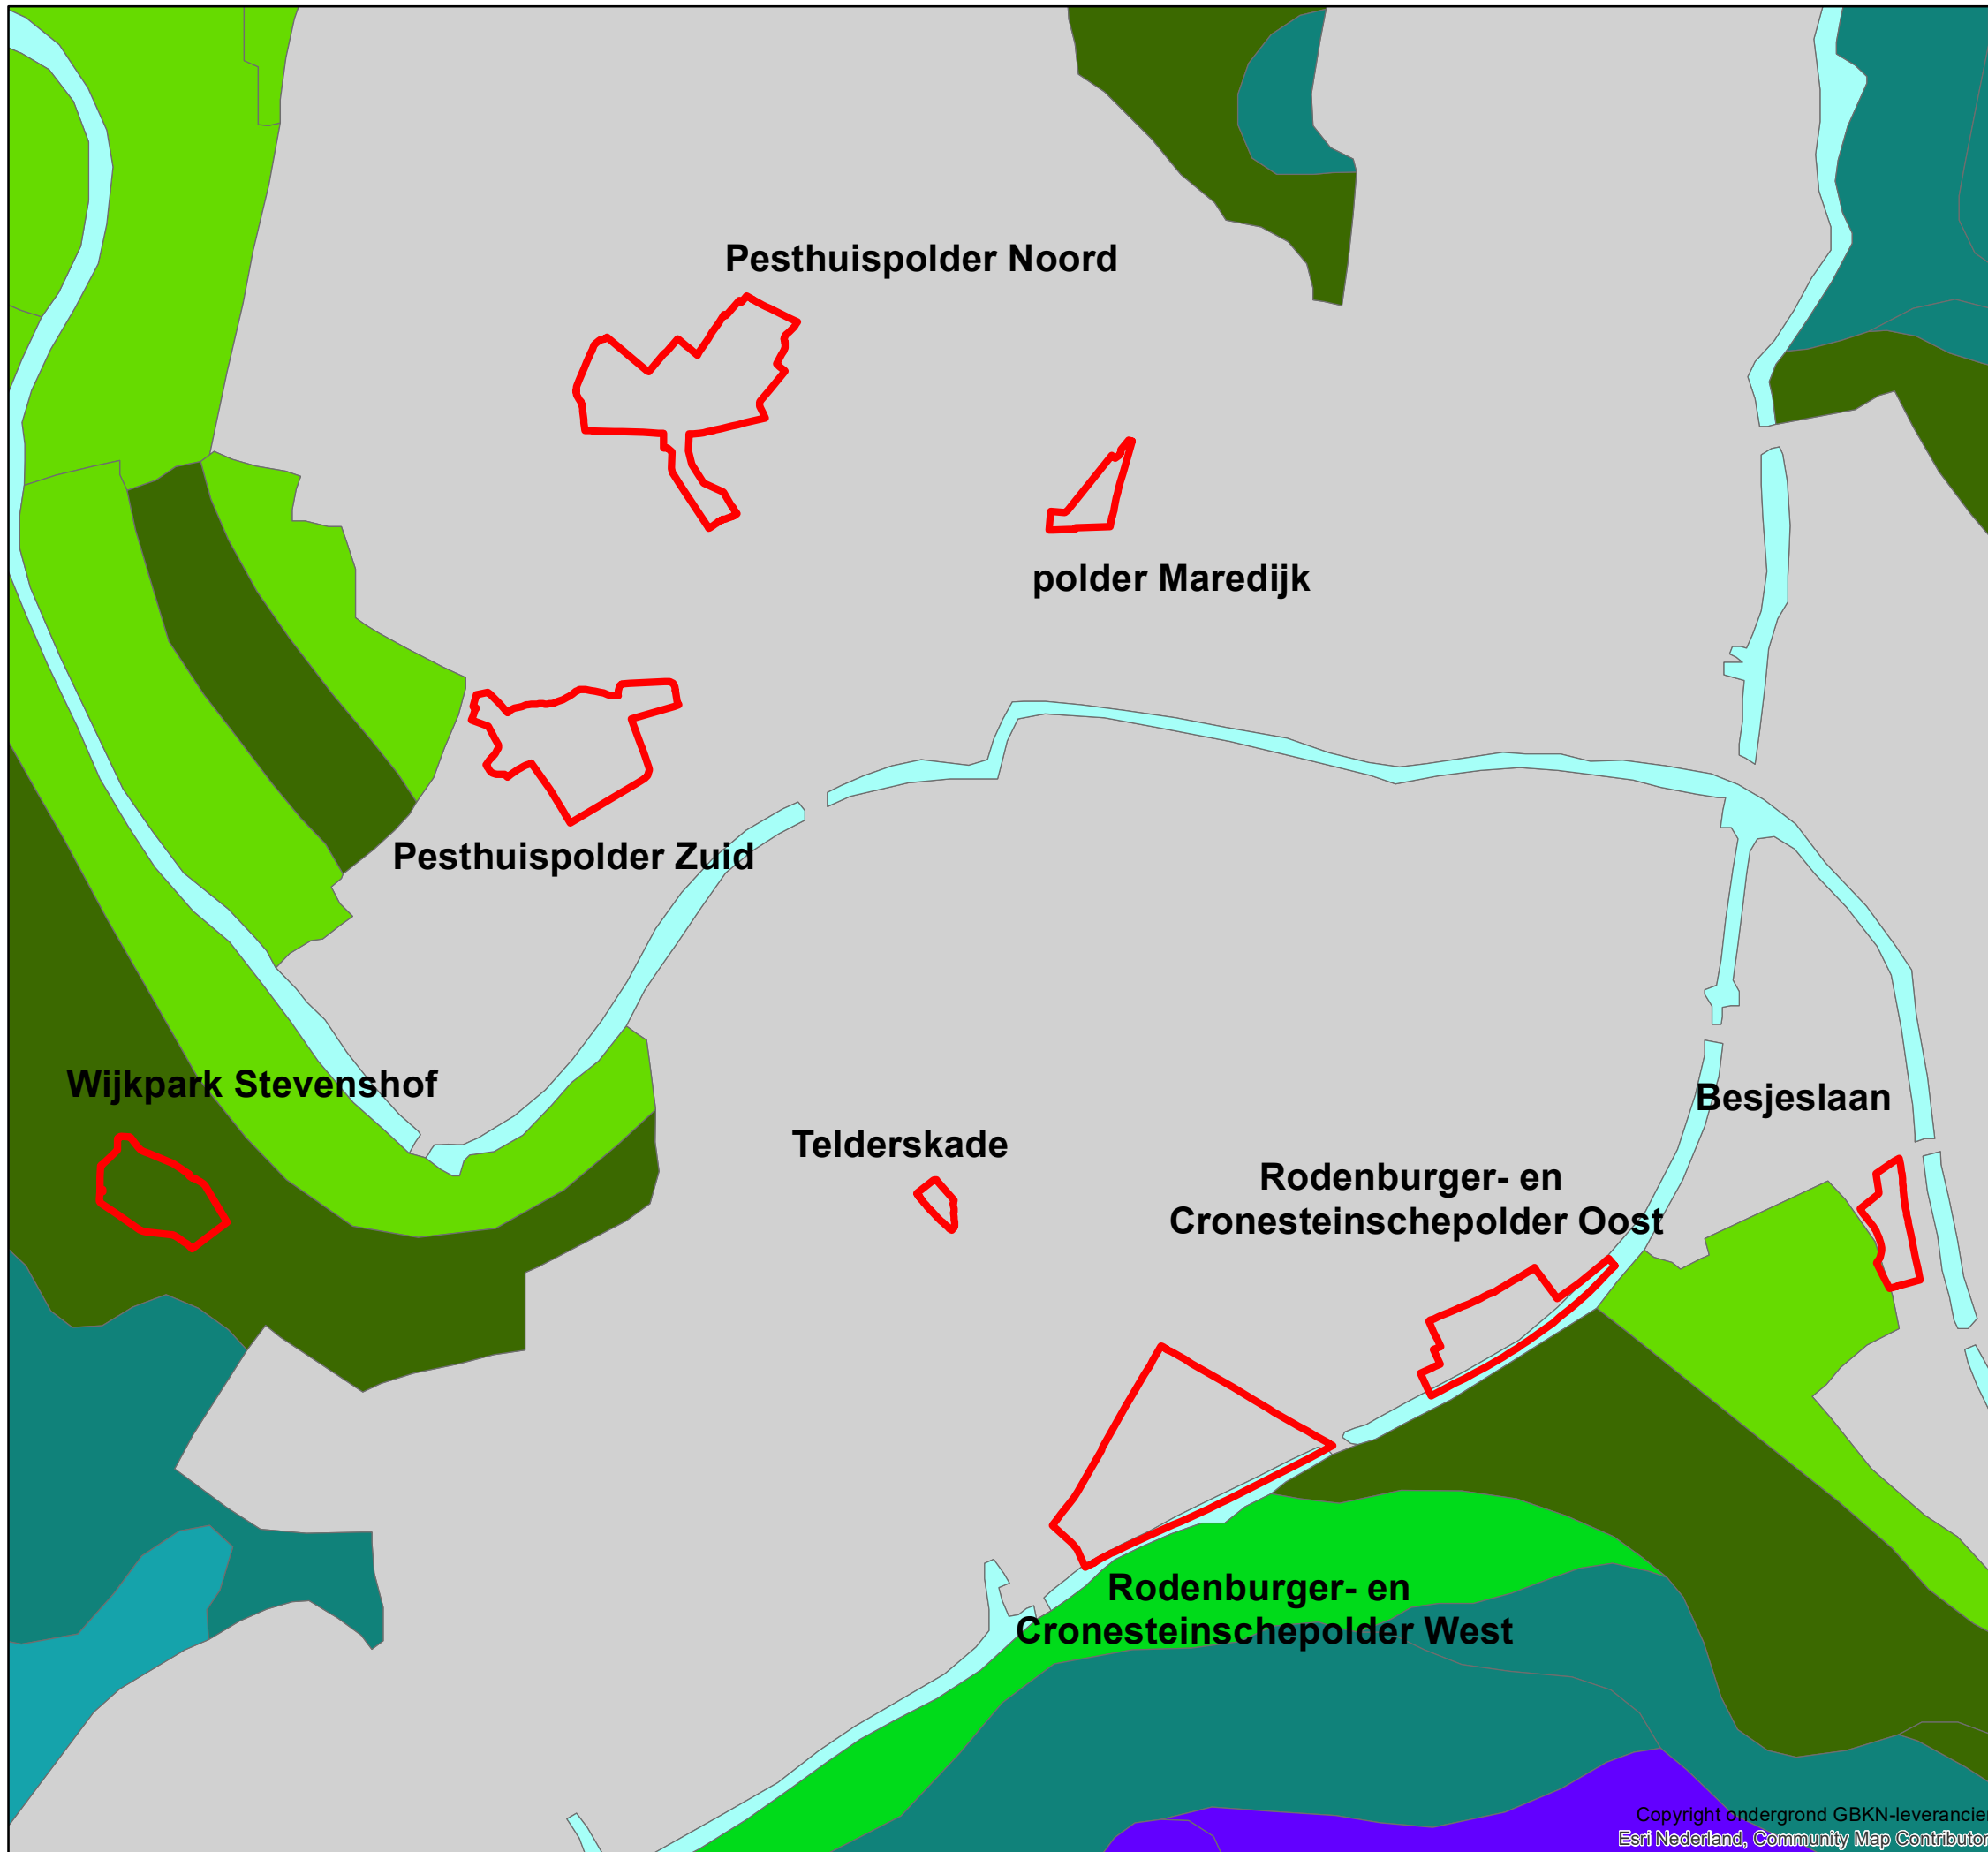 Pesthuispolder Noord
polder Maredijk
Pesthuispolder Zuid
Wijkpark Stevenshof
Besjeslaan
Telderskade
Rodenburger- en
Cronesteinschepolder Oost
Rodenburger- en
Cronesteinschepolder West
Copyright ondergrond GBKN-leverancier
Esri Nederland, Community Map Contributor